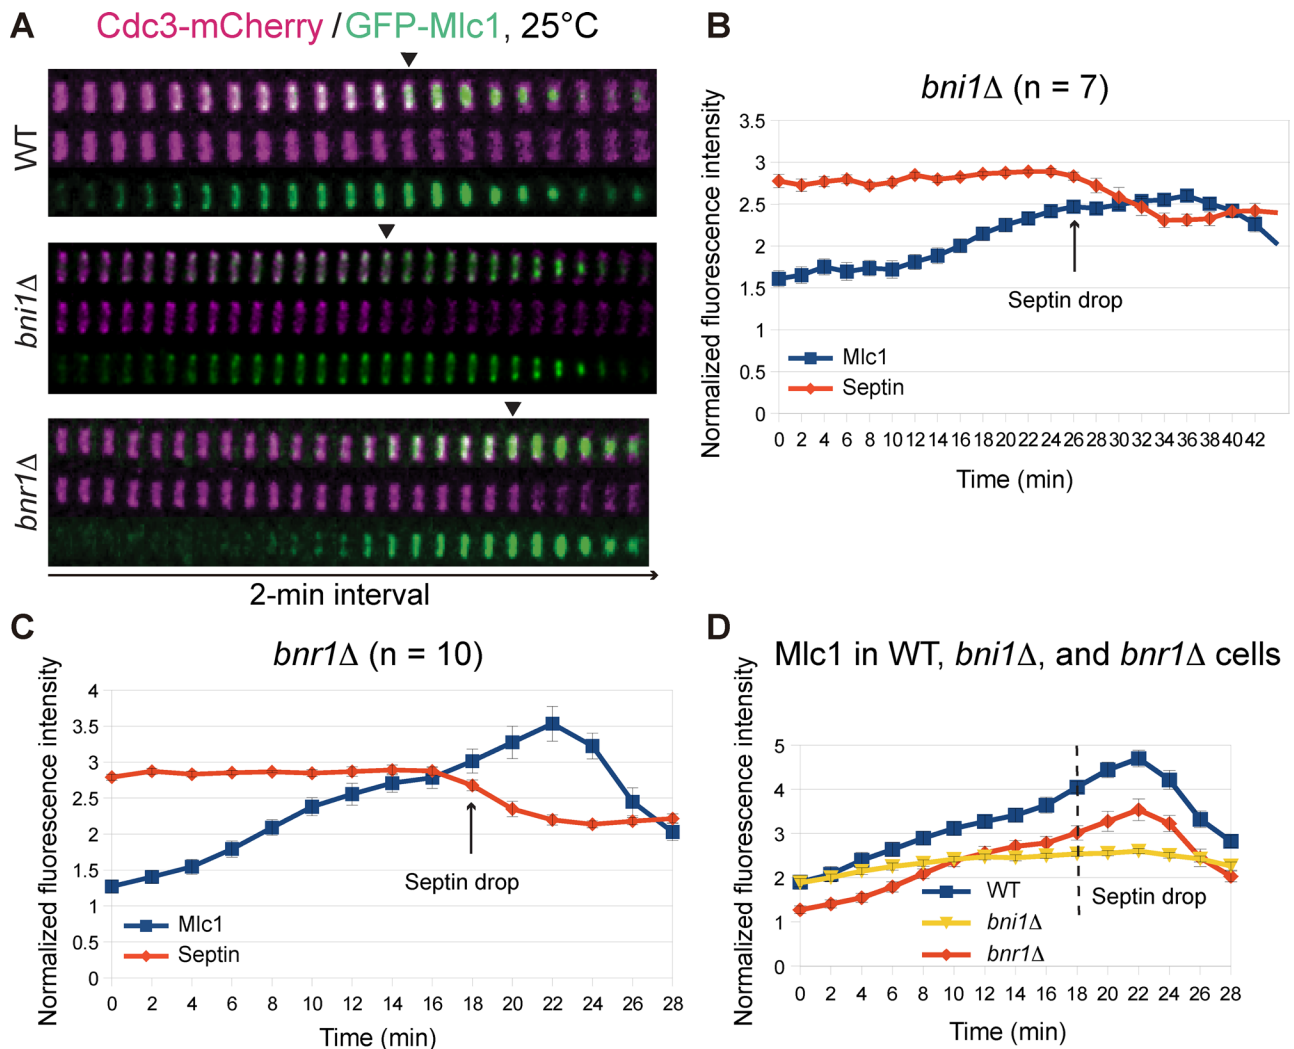 A
Cdc3-mCherry / GFP-Mlc1, 25°C
WT
bni1Δ
bnr1Δ
2-min interval
B
bni1Δ (n = 7)
Normalized fluorescence intensity
3.5
3
2.5
2
1.5
1
0.5
0
Septin drop
Mlc1
Septin
0 2 4 6 8 10 12 14 16 18 20 22 24 26 28 30 32 34 36 38 40 42
Time (min)
C
bnr1Δ (n = 10)
Normalized fluorescence intensity
4
3.5
3
2.5
2
1.5
1
0.5
0
Septin drop
Mlc1
Septin
0 2 4 6 8 10 12 14 16 18 20 22 24 26 28
Time (min)
D
Mlc1 in WT, bni1Δ, and bnr1Δ cells
Normalized fluorescence intensity
5
4
3
2
1
0
WT
bni1Δ
bnr1Δ
Septin drop
0 2 4 6 8 10 12 14 16 18 20 22 24 26 28
Time (min)